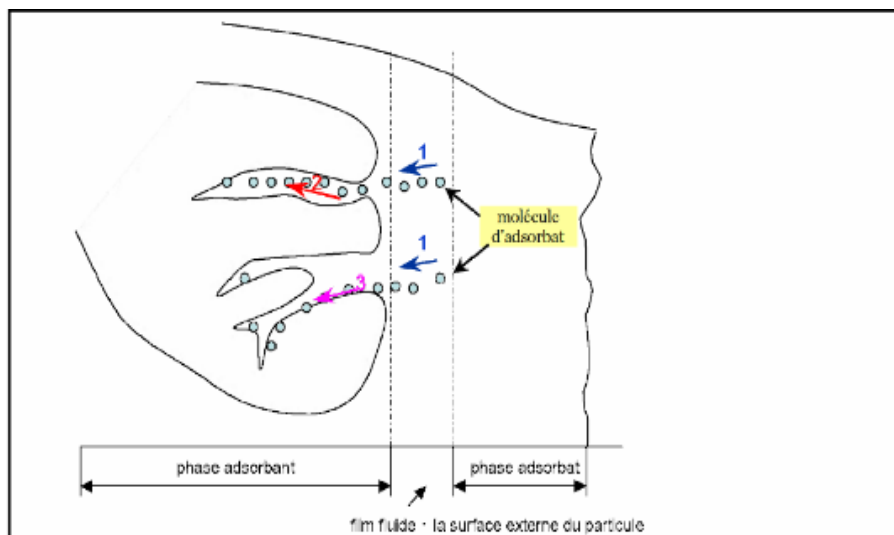 1
2
molécule
d'adsorbat
1
3
phase adsorbant
phase adsorbat
film fluide · la surface externe du particule